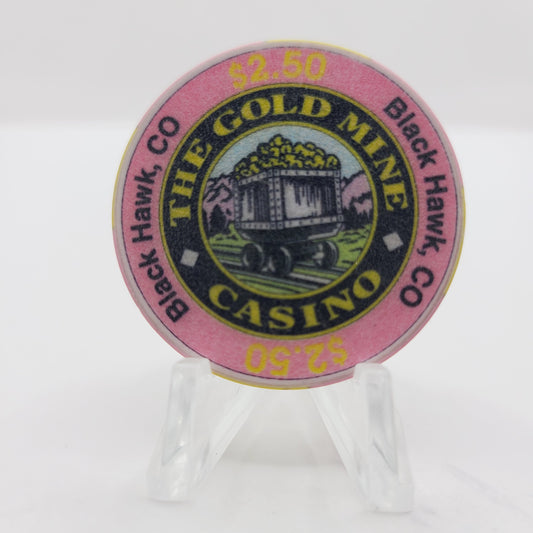 $2.50
Black Hawk, CO
Black Hawk, CO
THE GOLD MINE
CASINO
$2.50